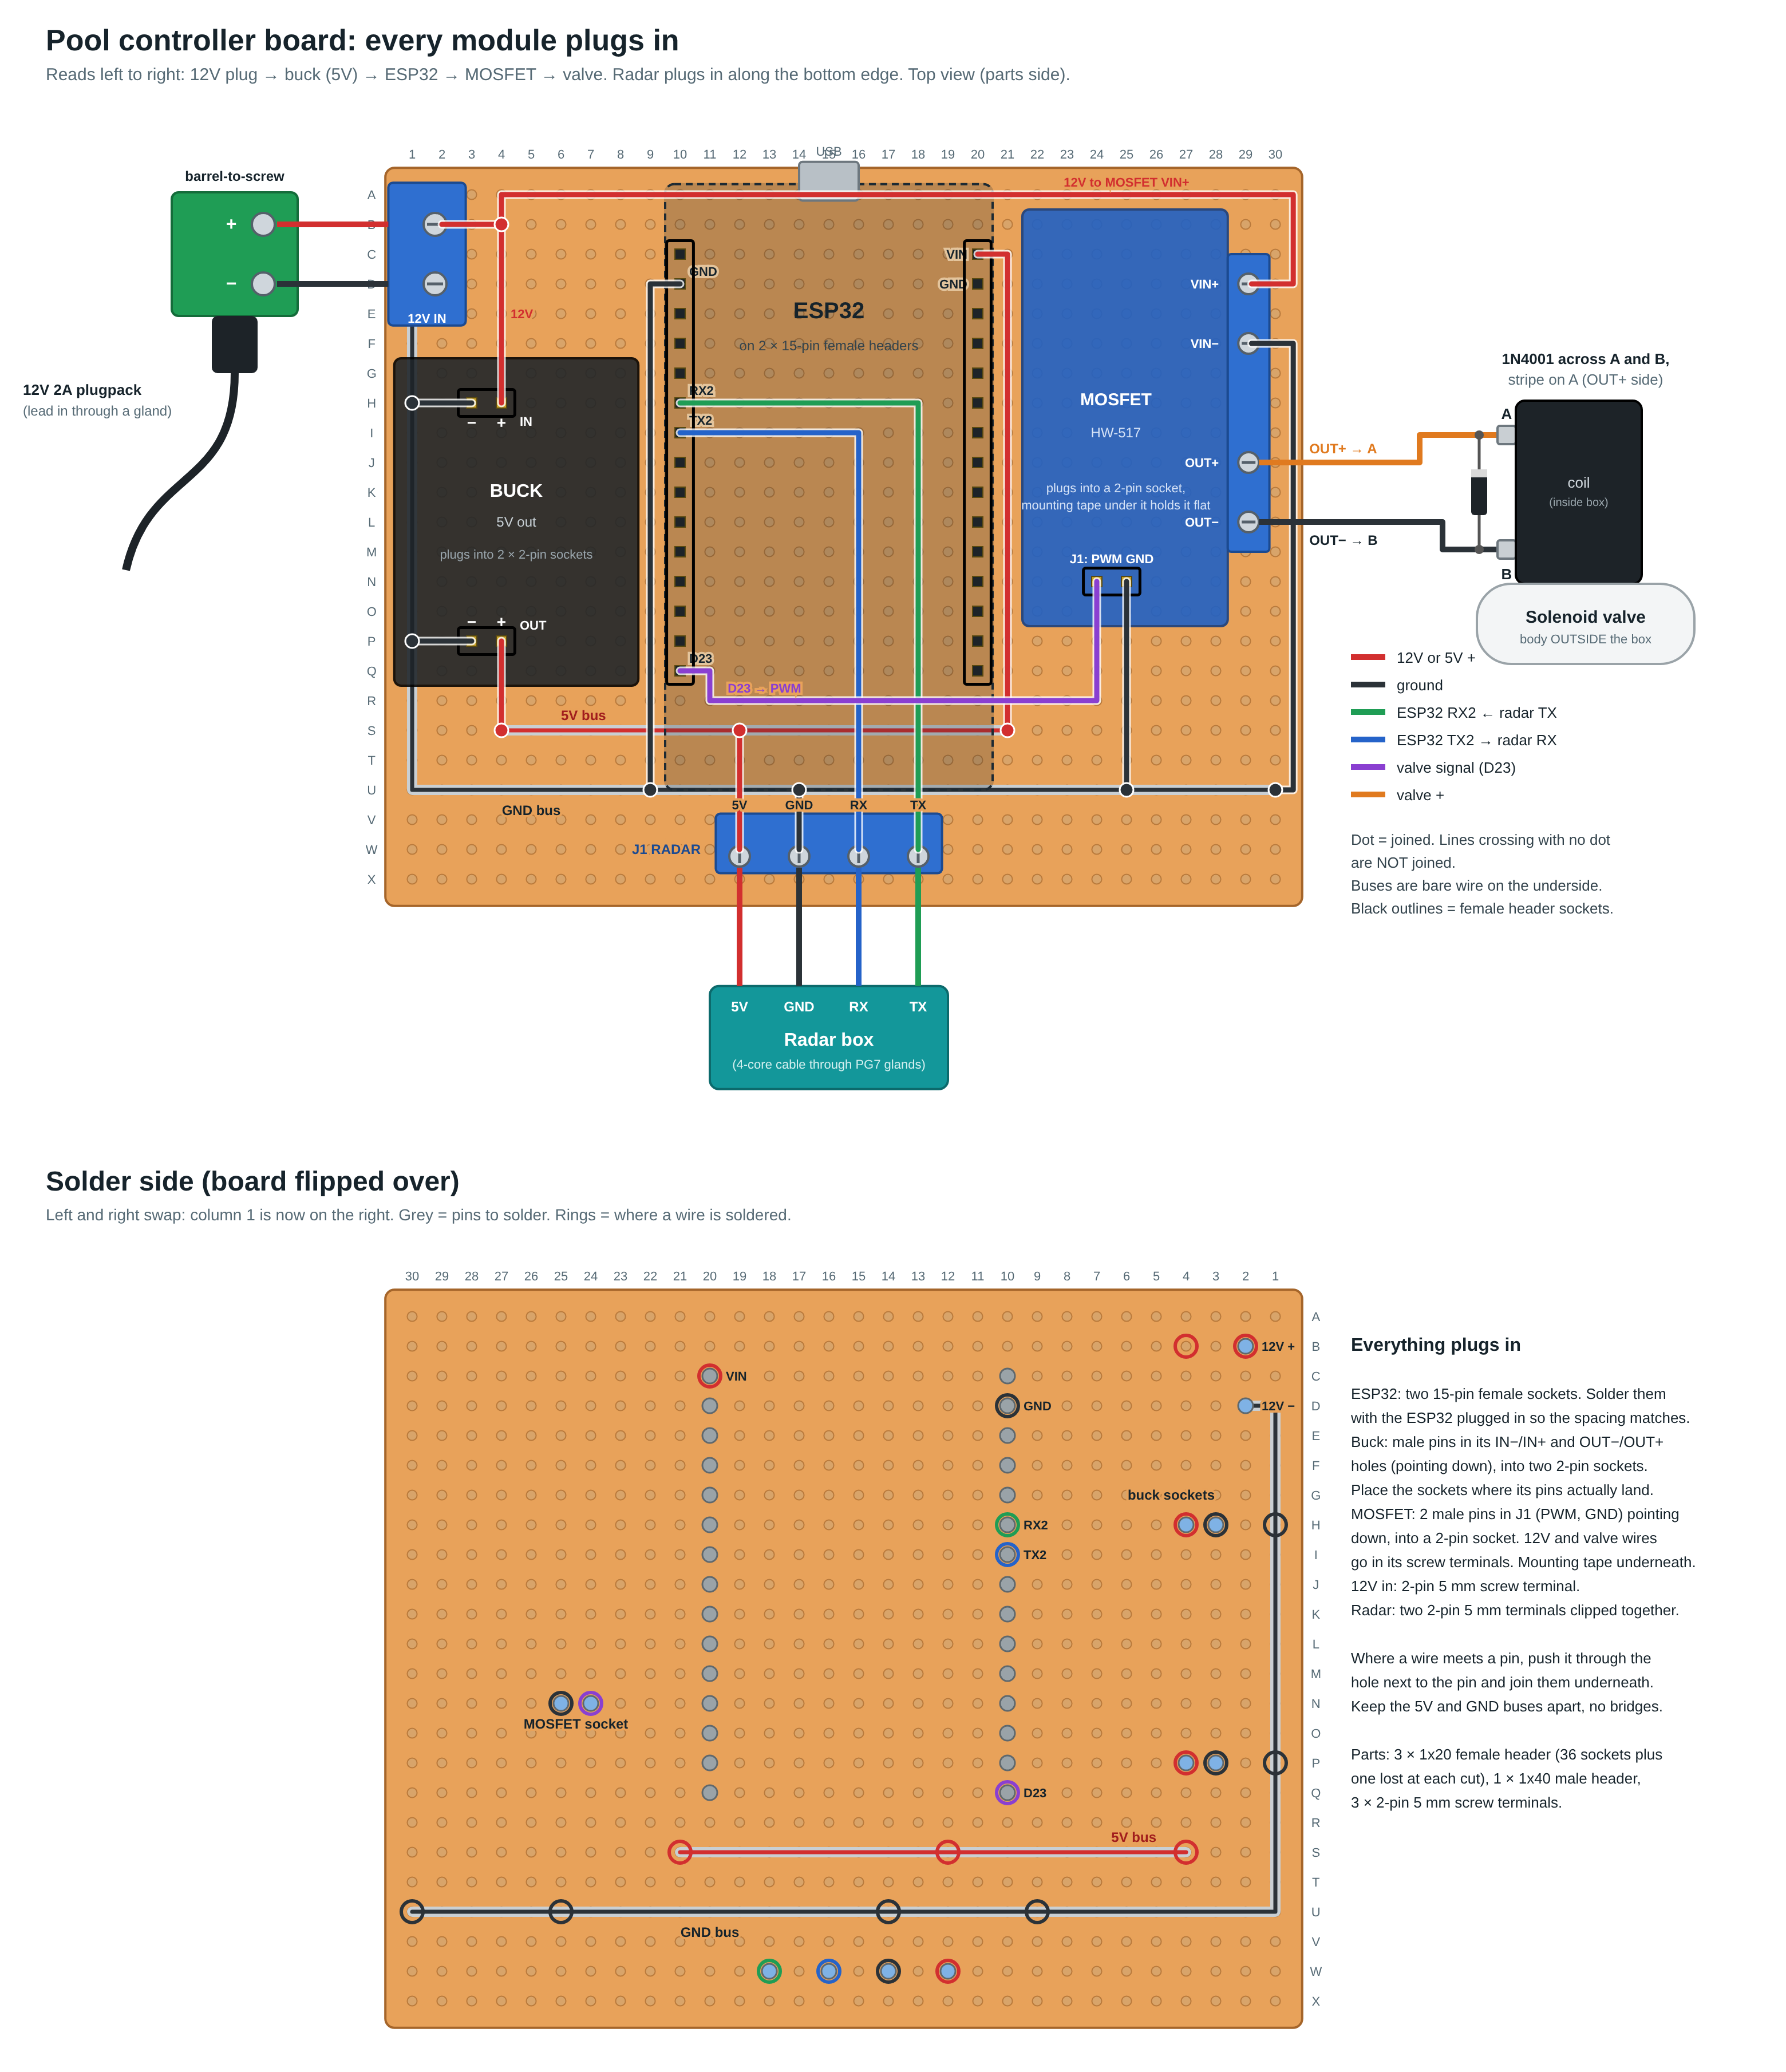 Pool controller board: every module plugs in
Reads left to right: 12V plug → buck (5V) → ESP32 → MOSFET → valve. Radar plugs in along the bottom edge. Top view (parts side).
USB
1 2 3 4 5 6 7 8 9 10 11 12 13 14 15 16 17 18 19 20 21 22 23 24 25 26 27 28 29 30
barrel-to-screw
+
−
12V 2A plugpack
(lead in through a gland)
A
B
C
D
E
F
G
H
I
J
K
L
M
N
O
P
Q
R
S
T
U
V
W
X
12V IN
12V
12V to MOSFET VIN+
− + IN
BUCK
5V out
plugs into 2 × 2-pin sockets
− + OUT
GND
VIN
GND
ESP32
on 2 × 15-pin female headers
RX2
TX2
D23
D23 → PWM
5V bus
GND bus
VIN+
VIN−
MOSFET
HW-517
OUT+
plugs into a 2-pin socket,
mounting tape under it holds it flat
OUT−
J1: PWM GND
OUT+ → A
OUT− → B
1N4001 across A and B,
stripe on A (OUT+ side)
A
coil
(inside box)
B
Solenoid valve
body OUTSIDE the box
12V or 5V +
ground
ESP32 RX2 ← radar TX
ESP32 TX2 → radar RX
valve signal (D23)
valve +
Dot = joined. Lines crossing with no dot
are NOT joined.
Buses are bare wire on the underside.
Black outlines = female header sockets.
5V GND RX TX
J1 RADAR
5V GND RX TX
Radar box
(4-core cable through PG7 glands)
Solder side (board flipped over)
Left and right swap: column 1 is now on the right. Grey = pins to solder. Rings = where a wire is soldered.
30 29 28 27 26 25 24 23 22 21 20 19 18 17 16 15 14 13 12 11 10 9 8 7 6 5 4 3 2 1
A
B
C
D
E
F
G
H
I
J
K
L
M
N
O
P
Q
R
S
T
U
V
W
X
12V +
VIN
GND
12V −
buck sockets
RX2
TX2
MOSFET socket
D23
5V bus
GND bus
Everything plugs in
ESP32: two 15-pin female sockets. Solder them
with the ESP32 plugged in so the spacing matches.
Buck: male pins in its IN−/IN+ and OUT−/OUT+
holes (pointing down), into two 2-pin sockets.
Place the sockets where its pins actually land.
MOSFET: 2 male pins in J1 (PWM, GND) pointing
down, into a 2-pin socket. 12V and valve wires
go in its screw terminals. Mounting tape underneath.
12V in: 2-pin 5 mm screw terminal.
Radar: two 2-pin 5 mm terminals clipped together.
Where a wire meets a pin, push it through the
hole next to the pin and join them underneath.
Keep the 5V and GND buses apart, no bridges.
Parts: 3 × 1x20 female header (36 sockets plus
one lost at each cut), 1 × 1x40 male header,
3 × 2-pin 5 mm screw terminals.